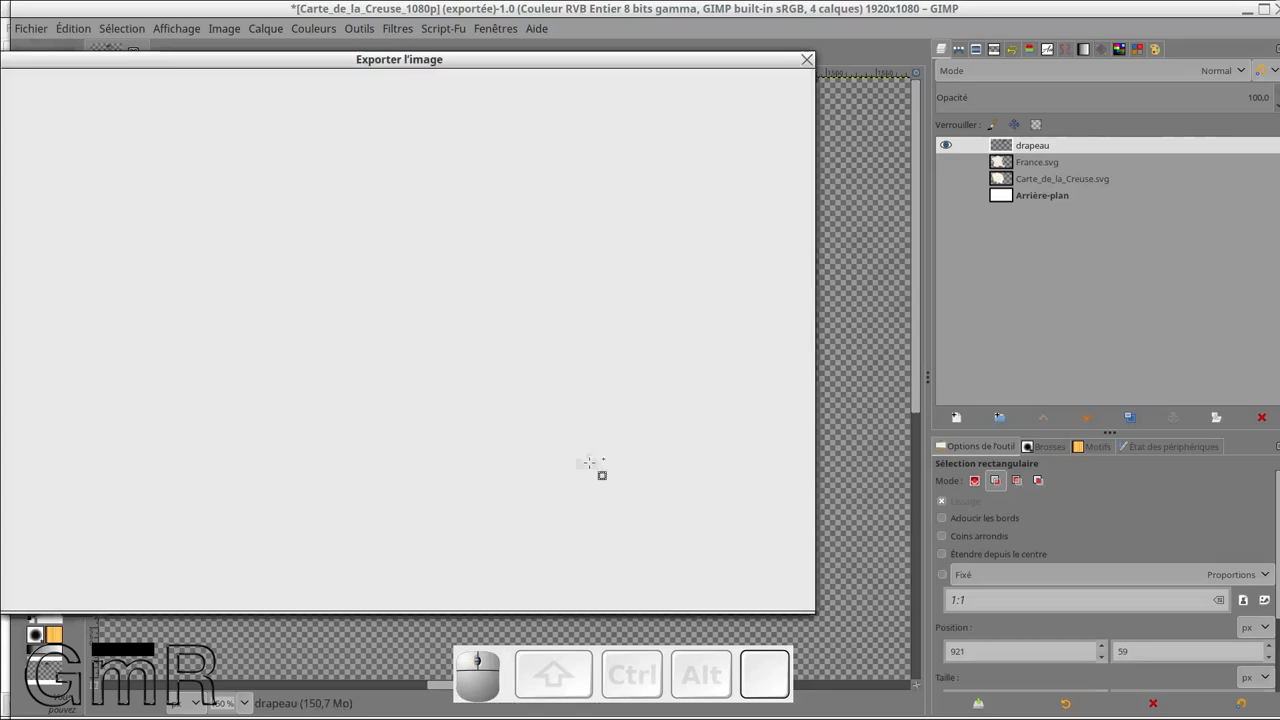 *[Carte_de_la_Creuse_1080p] (exportée)-1.0 (Couleur RVB Entier 8 bits gamma, GIMP built-in sRGB, 4 calques) 1920x1080 – GIMP
Fichier Édition Sélection Affichage Image Calque Couleurs Outils Filtres Script-Fu Fenêtres Aide
Exporter l'image
Mode Normal
Opacité 100,0
Verrouiller :
drapeau
France.svg
Carte_de_la_Creuse.svg
Arrière-plan
Options de l'outil Brosses Motifs État des périphériques
Sélection rectangulaire
Mode :
Lissage
Adoucir les bords
Coins arrondis
Étendre depuis le centre
Fixé Proportions
1:1
Position : px
921 59
Taille : px
GmR
Vous
pouvez
px
drapeau (150,7 Mo)
Ctrl Alt